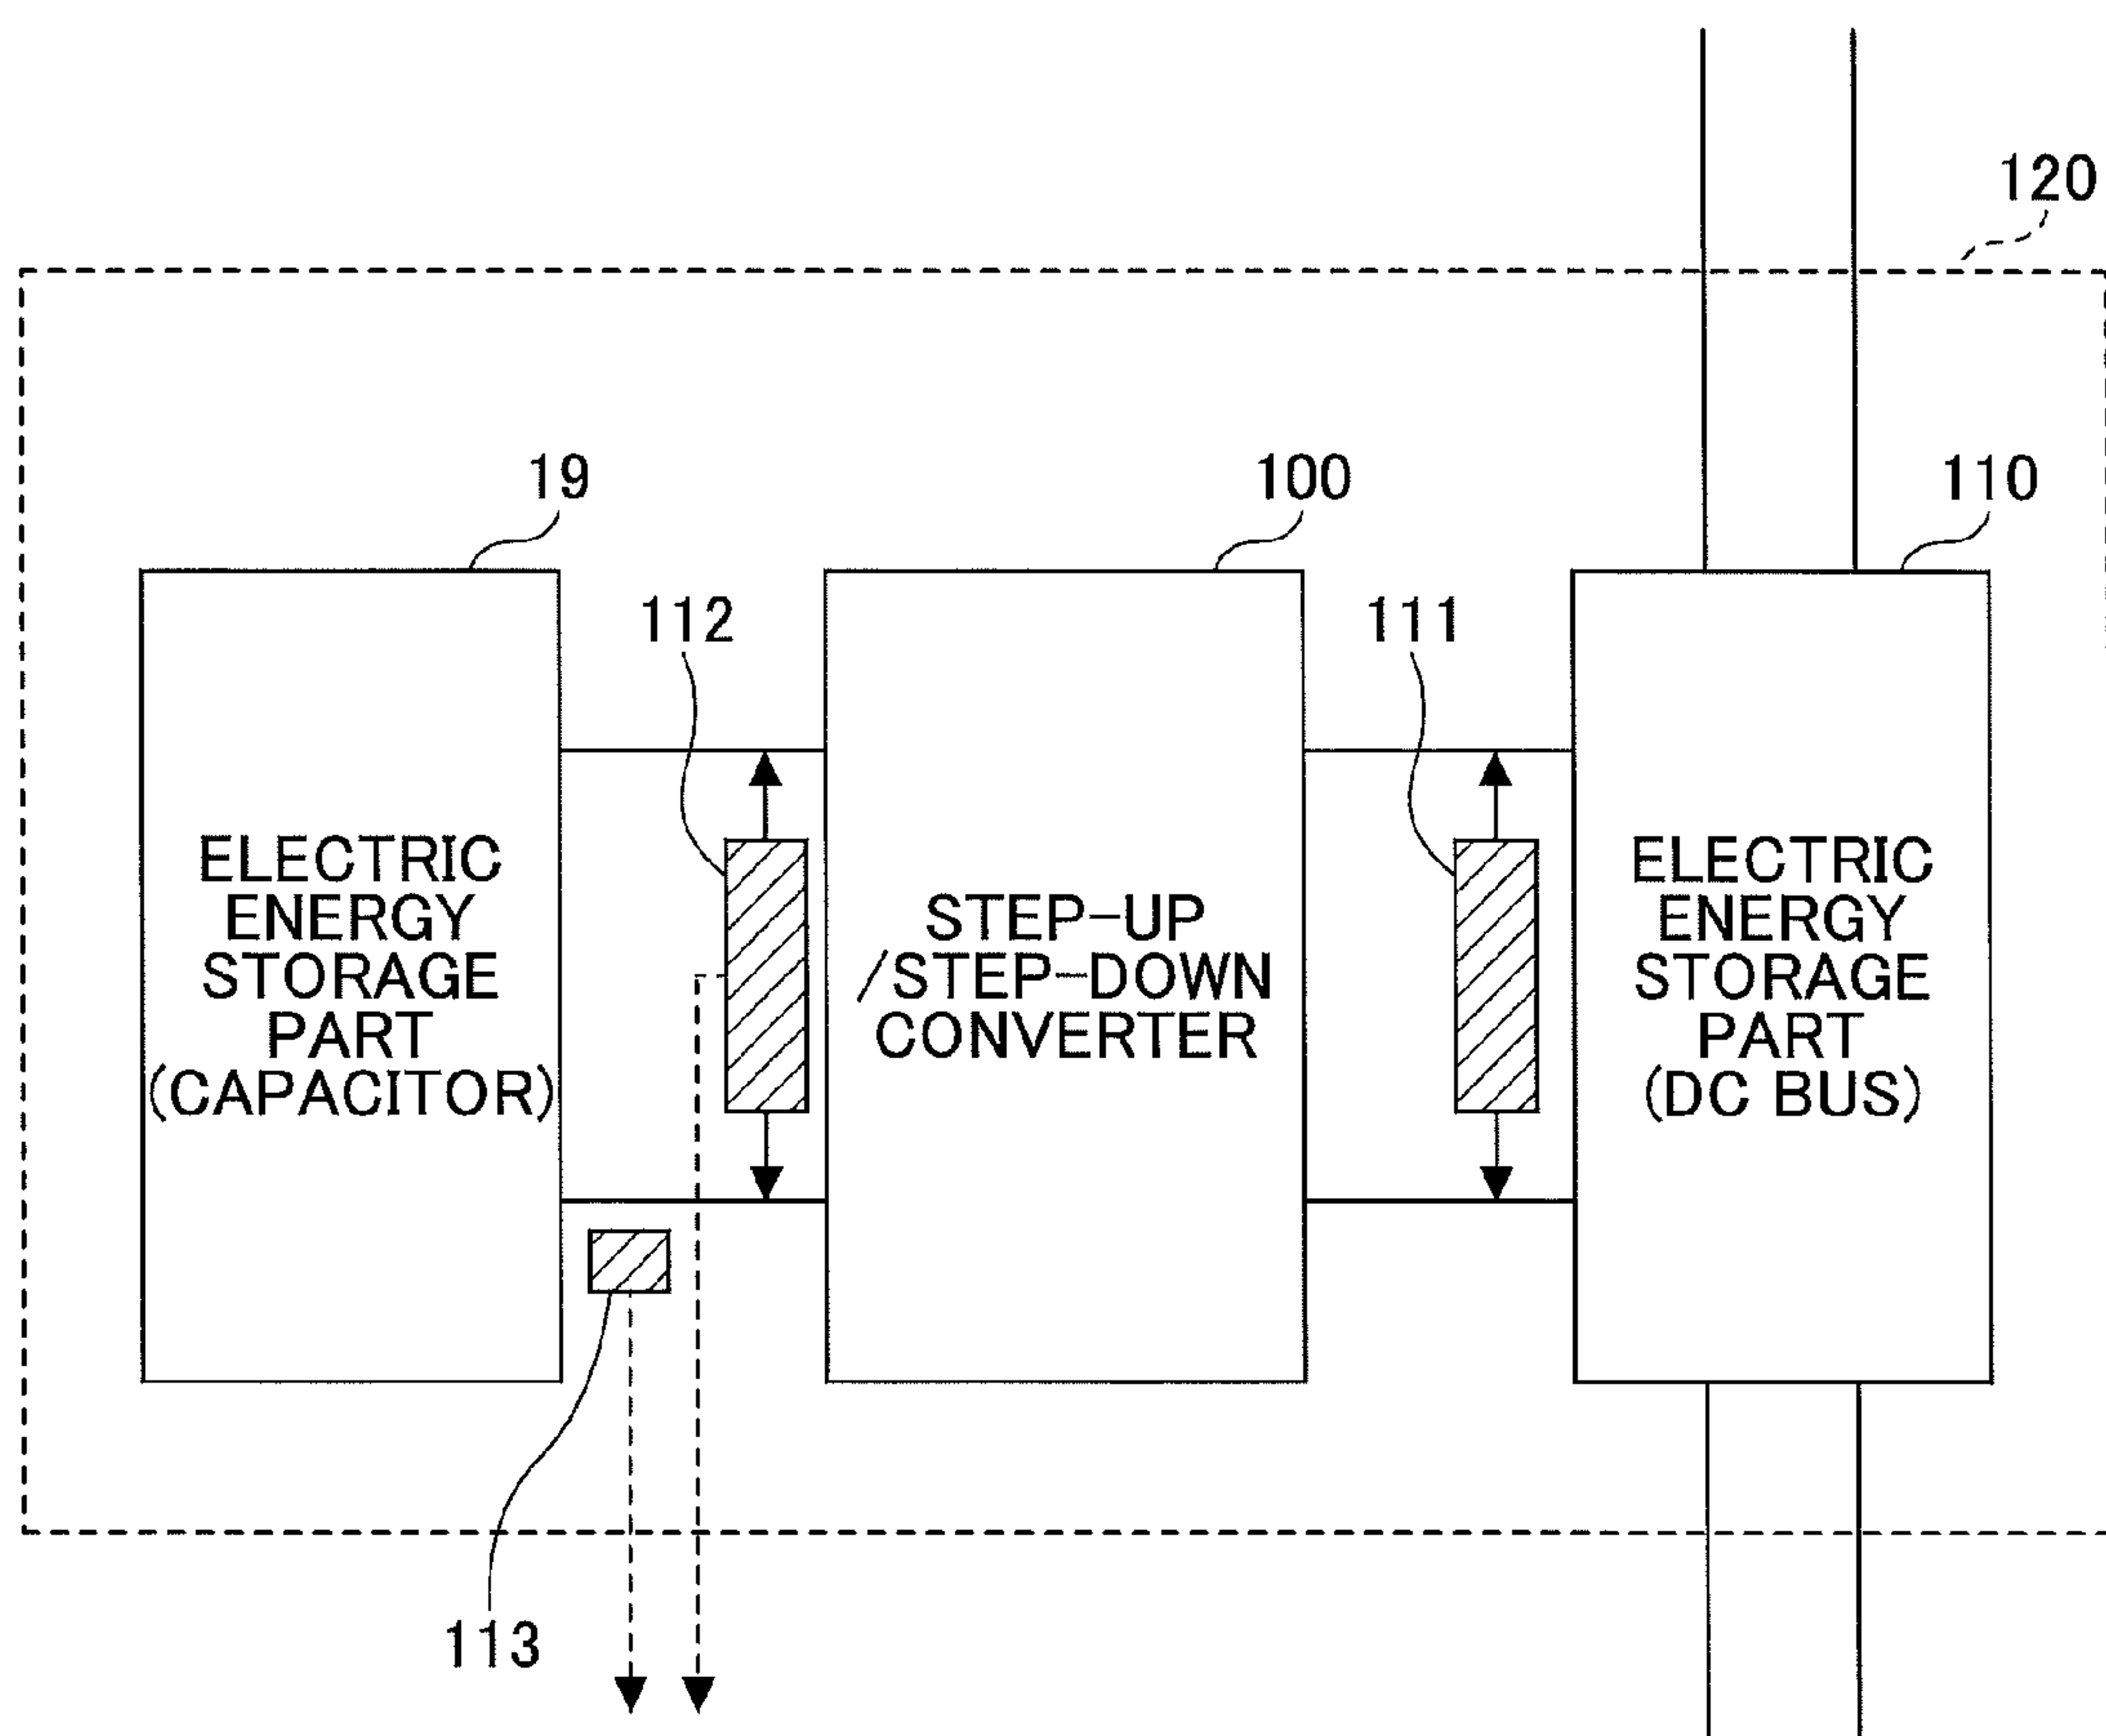 120
19
100
110
112
111
ELECTRIC
ENERGY
STORAGE
PART
(CAPACITOR)
STEP-UP
/STEP-DOWN
CONVERTER
ELECTRIC
ENERGY
STORAGE
PART
(DC BUS)
113